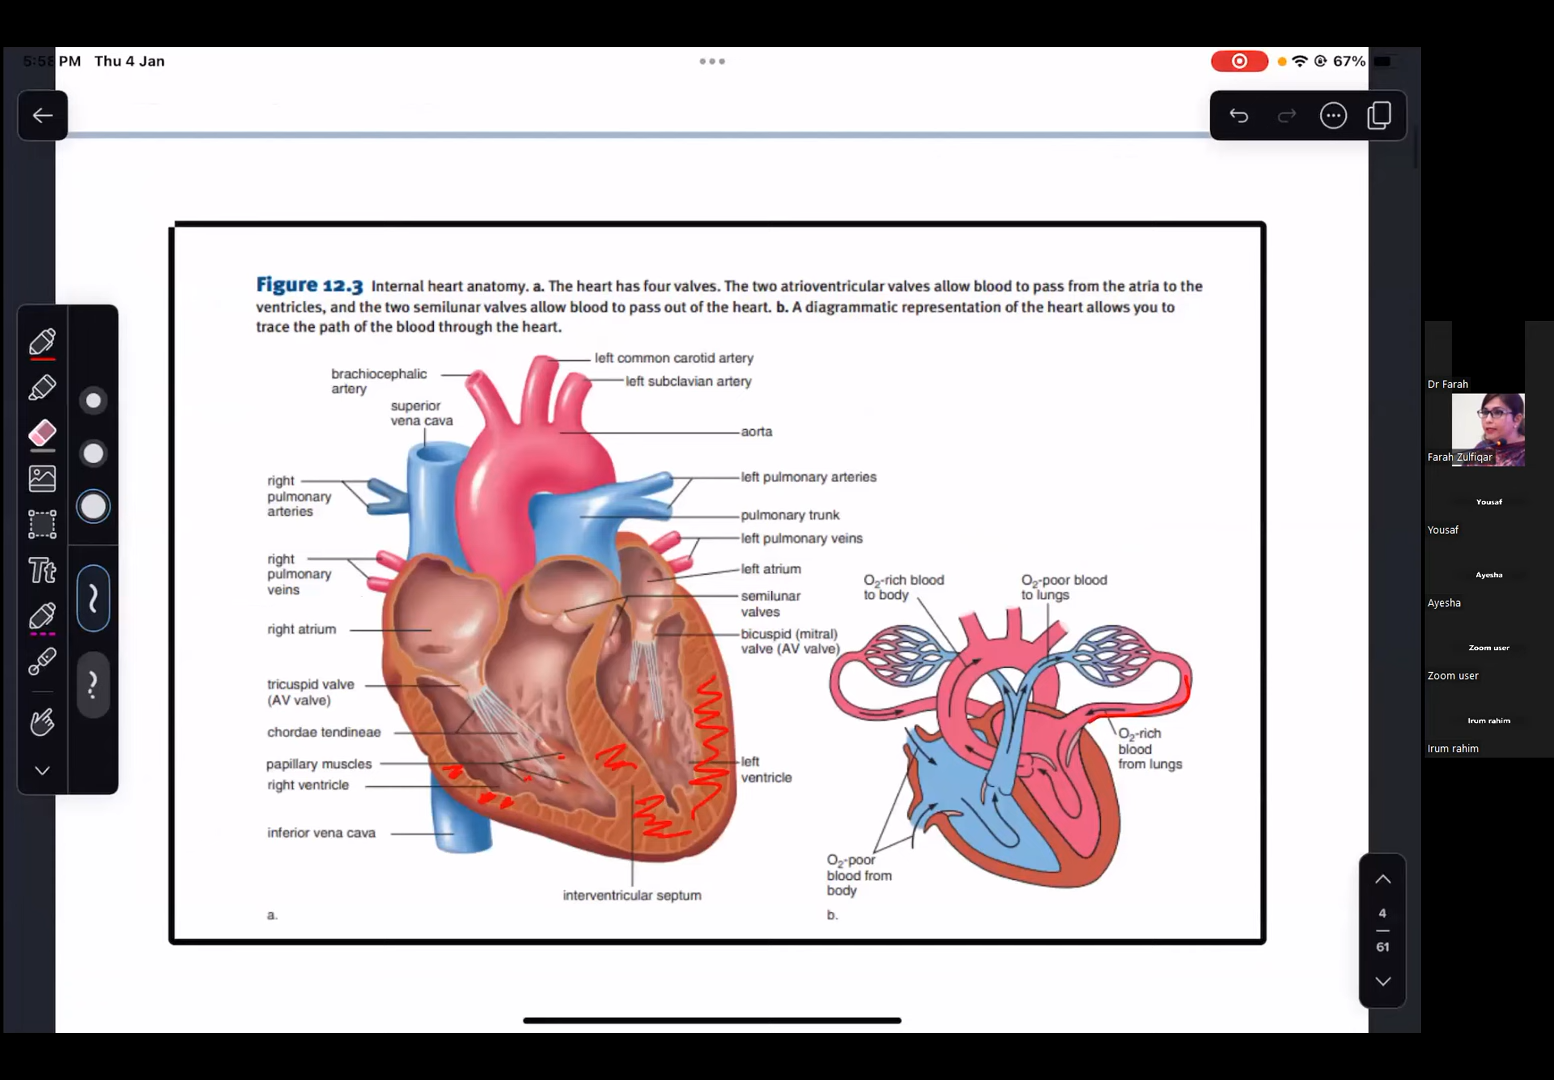 5:58 PM Thu 4 Jan
67%
Figure 12.3 Internal heart anatomy. a. The heart has four valves. The two atrioventricular valves allow blood to pass from the atria to the
ventricles, and the two semilunar valves allow blood to pass out of the heart. b. A diagrammatic representation of the heart allows you to
trace the path of the blood through the heart.
brachiocephalic
artery
superior
vena cava
right
pulmonary
arteries
right
pulmonary
veins
right atrium
tricuspid valve
(AV valve)
chordae tendineae
papillary muscles
right ventricle
inferior vena cava
left common carotid artery
left subclavian artery
aorta
left pulmonary arteries
pulmonary trunk
left pulmonary veins
left atrium
semilunar
valves
bicuspid (mitral)
valve (AV valve)
left
ventricle
interventricular septum
a.
O2-rich blood
to body
O2-poor blood
to lungs
O2-rich
blood
from lungs
O2-poor
blood from
body
b.
Tt
4
61
Dr Farah
Farah Zulfiqar
Yousaf
Yousaf
Ayesha
Ayesha
Zoom user
Zoom user
Irum rahim
Irum rahim